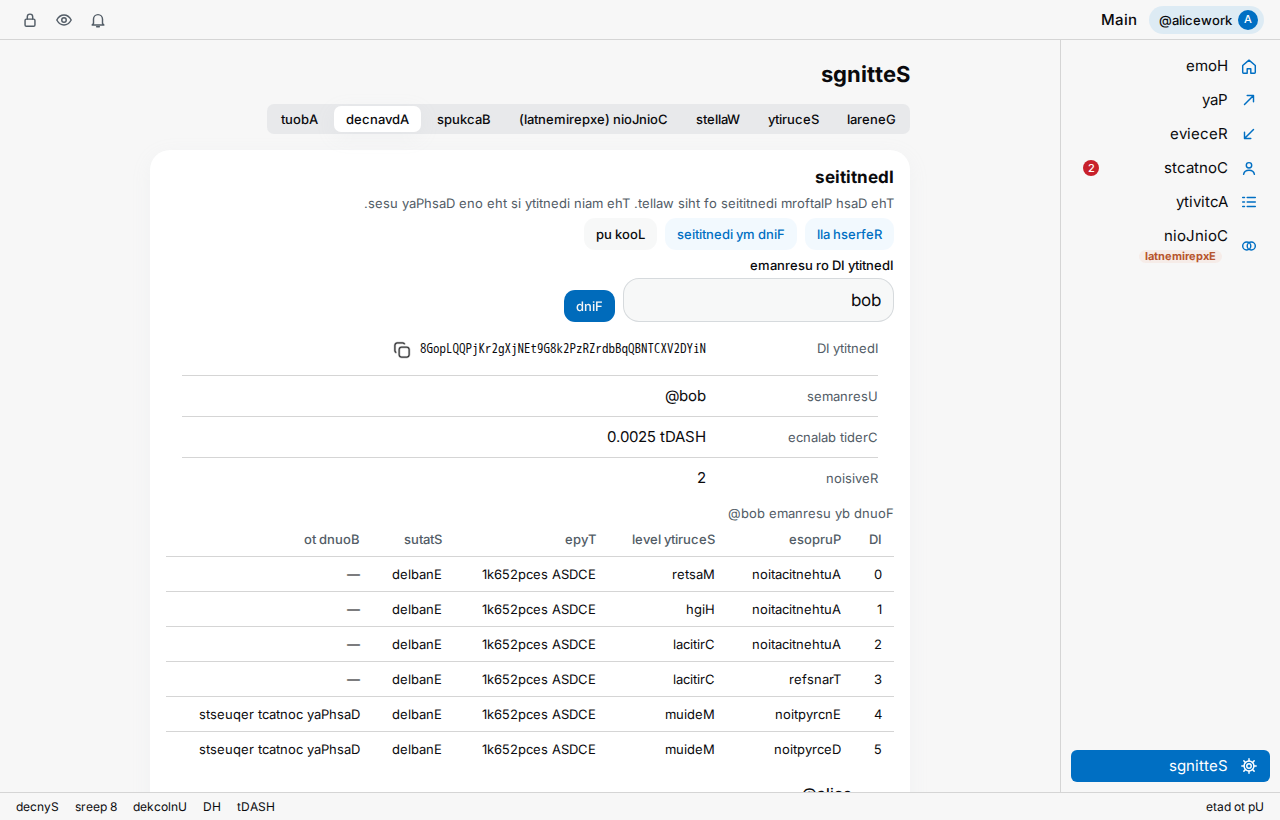 Main @alicework A
emoH
yaP
evieceR
stcatnoC 2
ytivitcA
nioJnioC
latnemirepxE
sgnitteS
sgnitteS
tuobA decnavdA spukcaB (latnemirepxe) nioJnioC stellaW ytiruceS lareneG
seititnedI
.sesu yaPhsaD eno eht si ytitnedi niam ehT .tellaw siht fo seititnedi mroftalP hsaD ehT
pu kooL seititnedi ym dniF lla hserfeR
emanresu ro DI ytitnedI
dniF bob
8GopLQQPjKr2gXjNEt9G8k2PzRZrdbBqQBNTCXV2DYiN DI ytitnedI
@bob semanresU
0.0025 tDASH ecnalab tiderC
2 noisiveR
@bob emanresu yb dnuoF
ot dnuoB sutatS epyT level ytiruceS esopruP DI
— delbanE 1k652pces ASDCE retsaM noitacitnehtuA 0
— delbanE 1k652pces ASDCE hgiH noitacitnehtuA 1
— delbanE 1k652pces ASDCE lacitirC noitacitnehtuA 2
— delbanE 1k652pces ASDCE lacitirC refsnarT 3
stseuqer tcatnoc yaPhsaD delbanE 1k652pces ASDCE muideM noitpyrcnE 4
stseuqer tcatnoc yaPhsaD delbanE 1k652pces ASDCE muideM noitpyrceD 5
@alice
decnyS sreep 8 dekcolnU DH tDASH etad ot pU